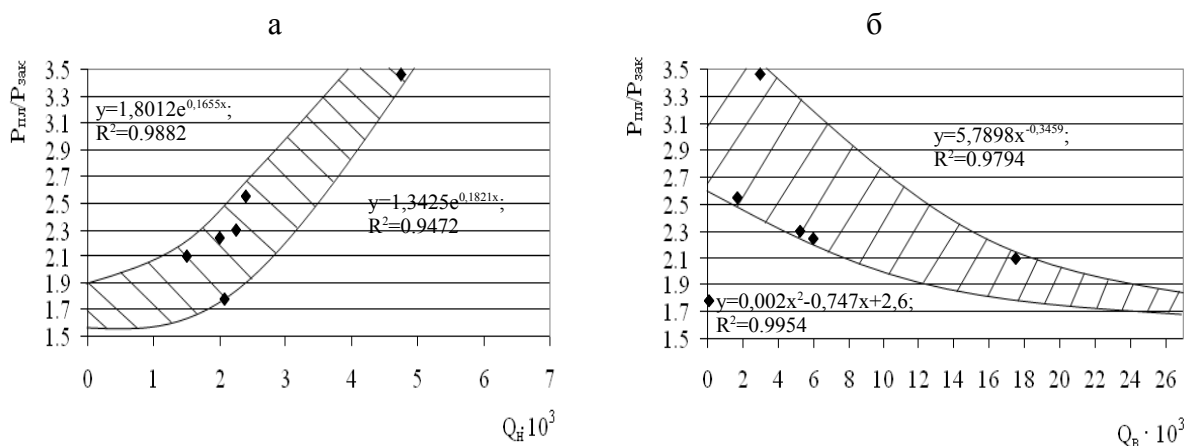 а
Pпл/Pзак
3.5
3.3
3.1
2.9
2.7
2.5
2.3
2.1
1.9
1.7
1.5
y=1,8012e^0,1655x;
R²=0.9882
y=1.3425e^0,1821x;
R²=0.9472
0 1 2 3 4 5 6 7
Qн·10³
б
Pпл/Pзак
3.5
3.3
3.1
2.9
2.7
2.5
2.3
2.1
1.9
1.7
1.5
y=5,7898x^-0,3459;
R²=0.9794
y=0,002x²-0,747x+2,6;
R²=0.9954
0 2 4 6 8 10 12 14 16 18 20 22 24 26
Qв · 10³